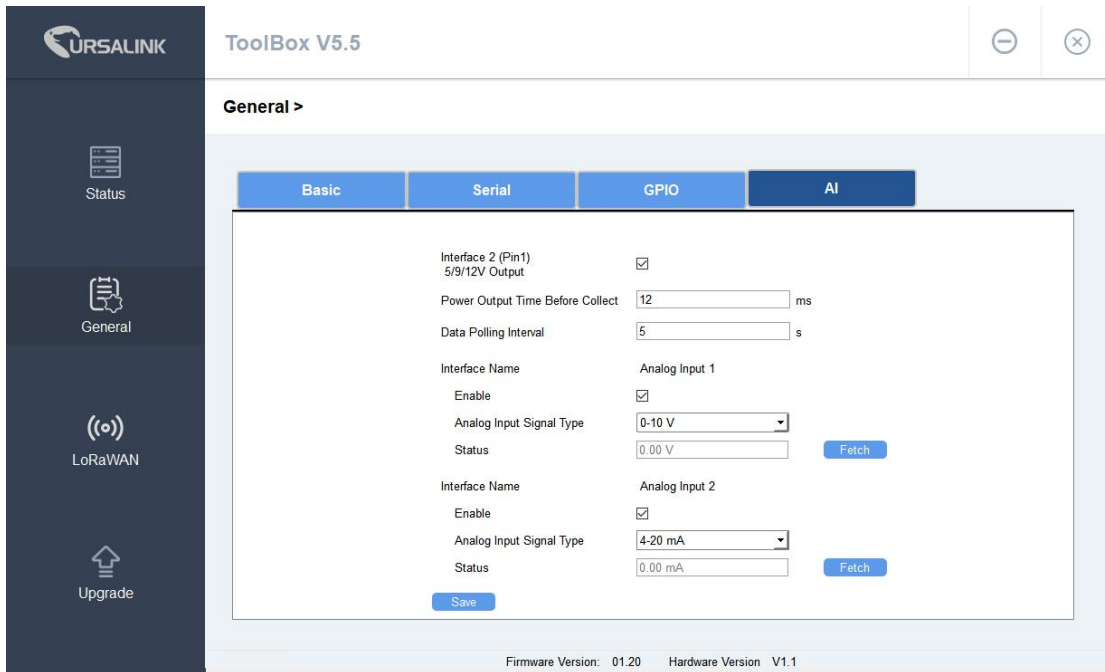 URSALINK
ToolBox V5.5
General >
Status
General
LoRaWAN
Upgrade
Basic Serial GPIO AI
Interface 2 (Pin1)
5/9/12V Output
Power Output Time Before Collect 12 ms
Data Polling Interval 5 s
Interface Name Analog Input 1
Enable
Analog Input Signal Type 0-10 V
Status 0.00 V Fetch
Interface Name Analog Input 2
Enable
Analog Input Signal Type 4-20 mA
Status 0.00 mA Fetch
Save
Firmware Version: 01.20 Hardware Version V1.1